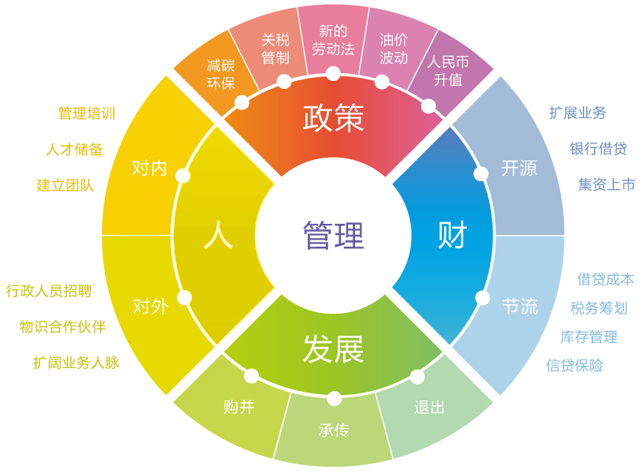 减碳
环保
关税
管制
新的
劳动法
油价
波动
人民币
升值
政策
管理培训
人才储备
建立团队
对内
人
对外
行政人员招聘
物识合作伙伴
扩阔业务人脉
管理
财
开源
扩展业务
银行借贷
集资上市
节流
借贷成本
税务筹划
库存管理
信贷保险
发展
购并
承传
退出